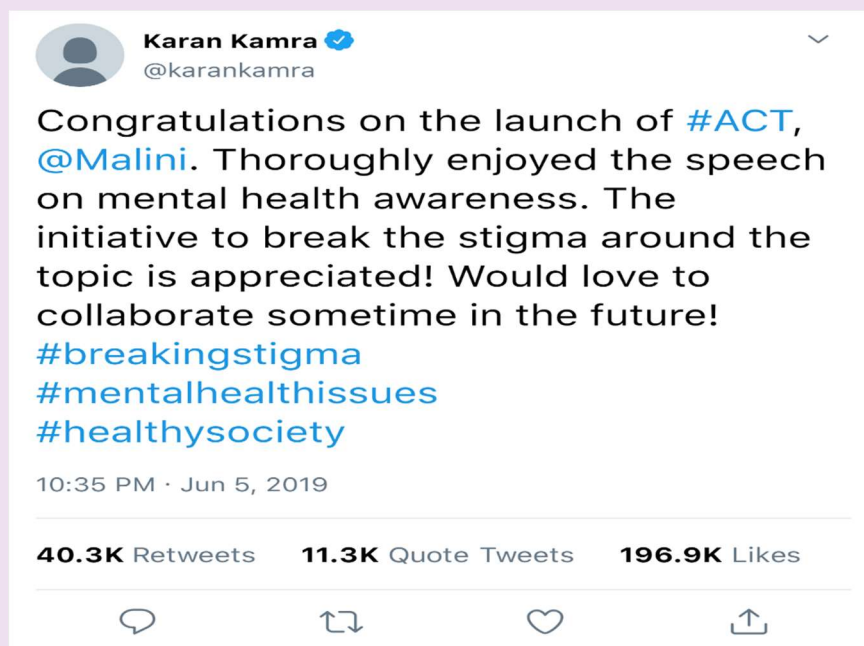 Karan Kamra
@karankamra
Congratulations on the launch of #ACT,
@Malini. Thoroughly enjoyed the speech
on mental health awareness. The
initiative to break the stigma around the
topic is appreciated! Would love to
collaborate sometime in the future!
#breakingstigma
#mentalhealthissues
#healthysociety
10:35 PM · Jun 5, 2019
40.3K Retweets 11.3K Quote Tweets 196.9K Likes